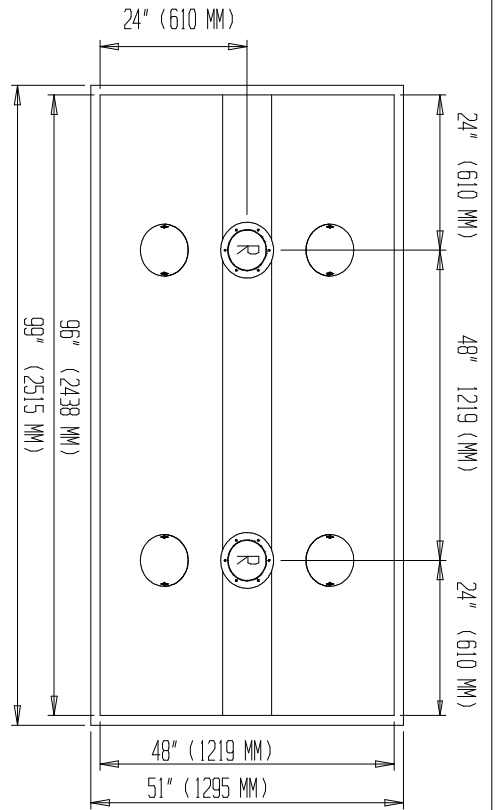 24" (610 MM)
24" (610 MM)
R
48" 1219 (MM)
96" (2438 MM)
99" (2515 MM)
R
24" (610 MM)
48" (1219 MM)
51" (1295 MM)